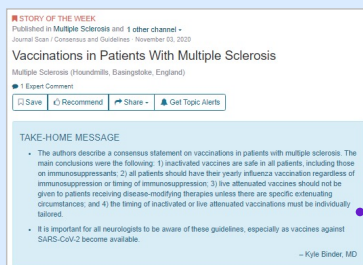 STORY OF THE WEEK
Published in Multiple Sclerosis and 1 other channel
Journal Scan / Consensus and Guidelines · November 03, 2020
Vaccinations in Patients With Multiple Sclerosis
Multiple Sclerosis (Houndmills, Basingstoke, England)
1 Expert Comment
Save Recommend Share Get Topic Alerts
TAKE-HOME MESSAGE
• The authors describe a consensus statement on vaccinations in patients with multiple sclerosis. The
main conclusions were the following: 1) inactivated vaccines are safe in all patients, including those
on immunosuppressants; 2) all patients should have their yearly influenza vaccination regardless of
immunosuppression or timing of immunosuppression; 3) live attenuated vaccines should not be
given to patients receiving disease-modifying therapies unless there are specific extenuating
circumstances; and 4) the timing of inactivated or live attenuated vaccinations must be individually
tailored.
• It is important for all neurologists to be aware of these guidelines, especially as vaccines against
SARS-CoV-2 become available.
– Kyle Binder, MD